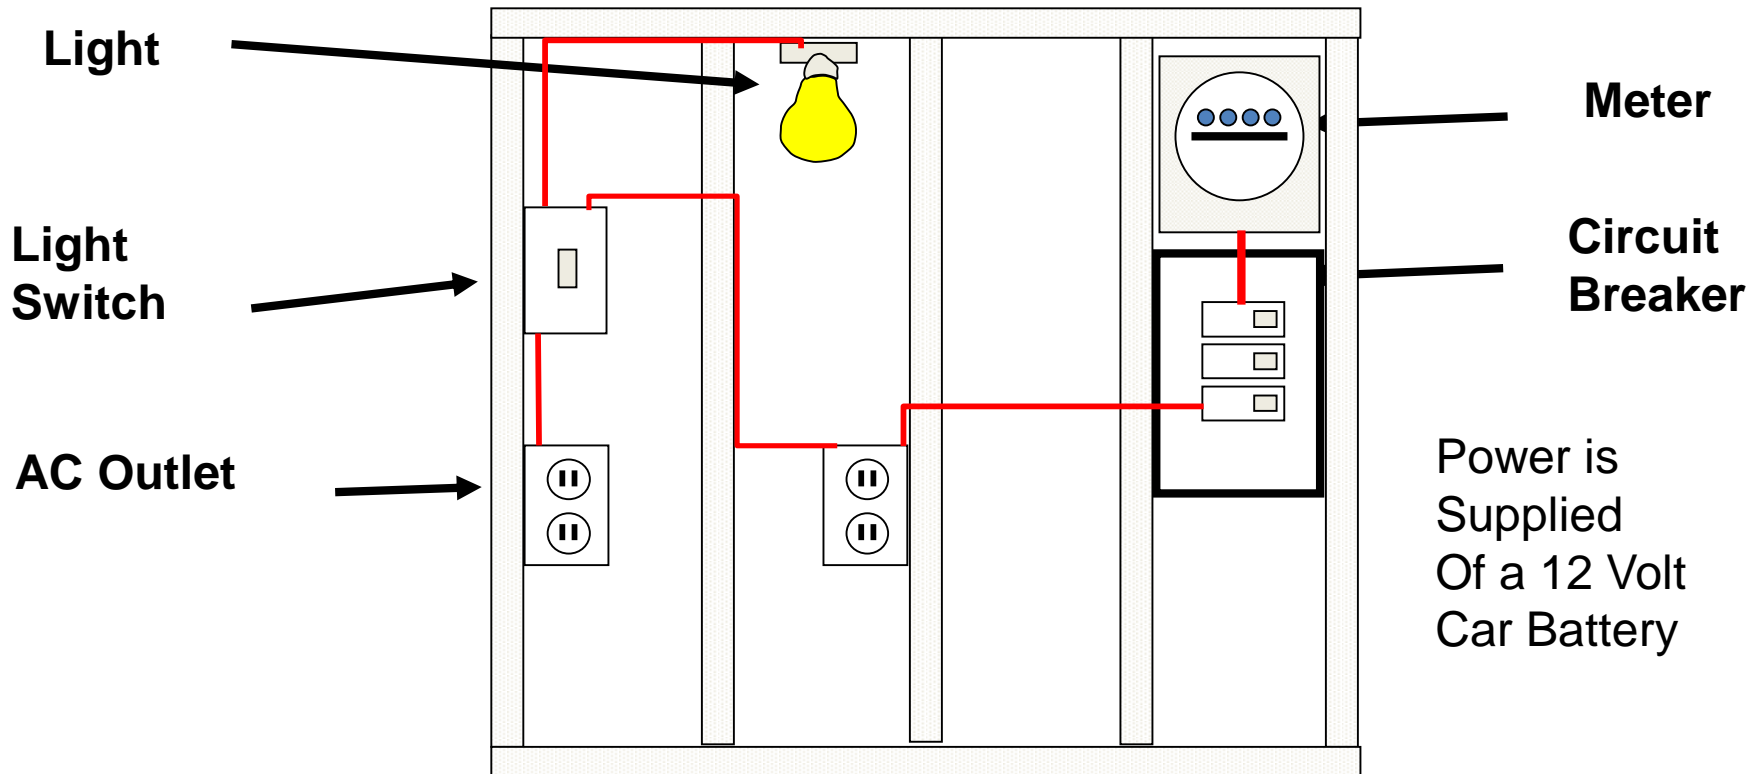 Light
Meter
Light
Switch
Circuit
Breaker
AC Outlet
Power is
Supplied
Of a 12 Volt
Car Battery